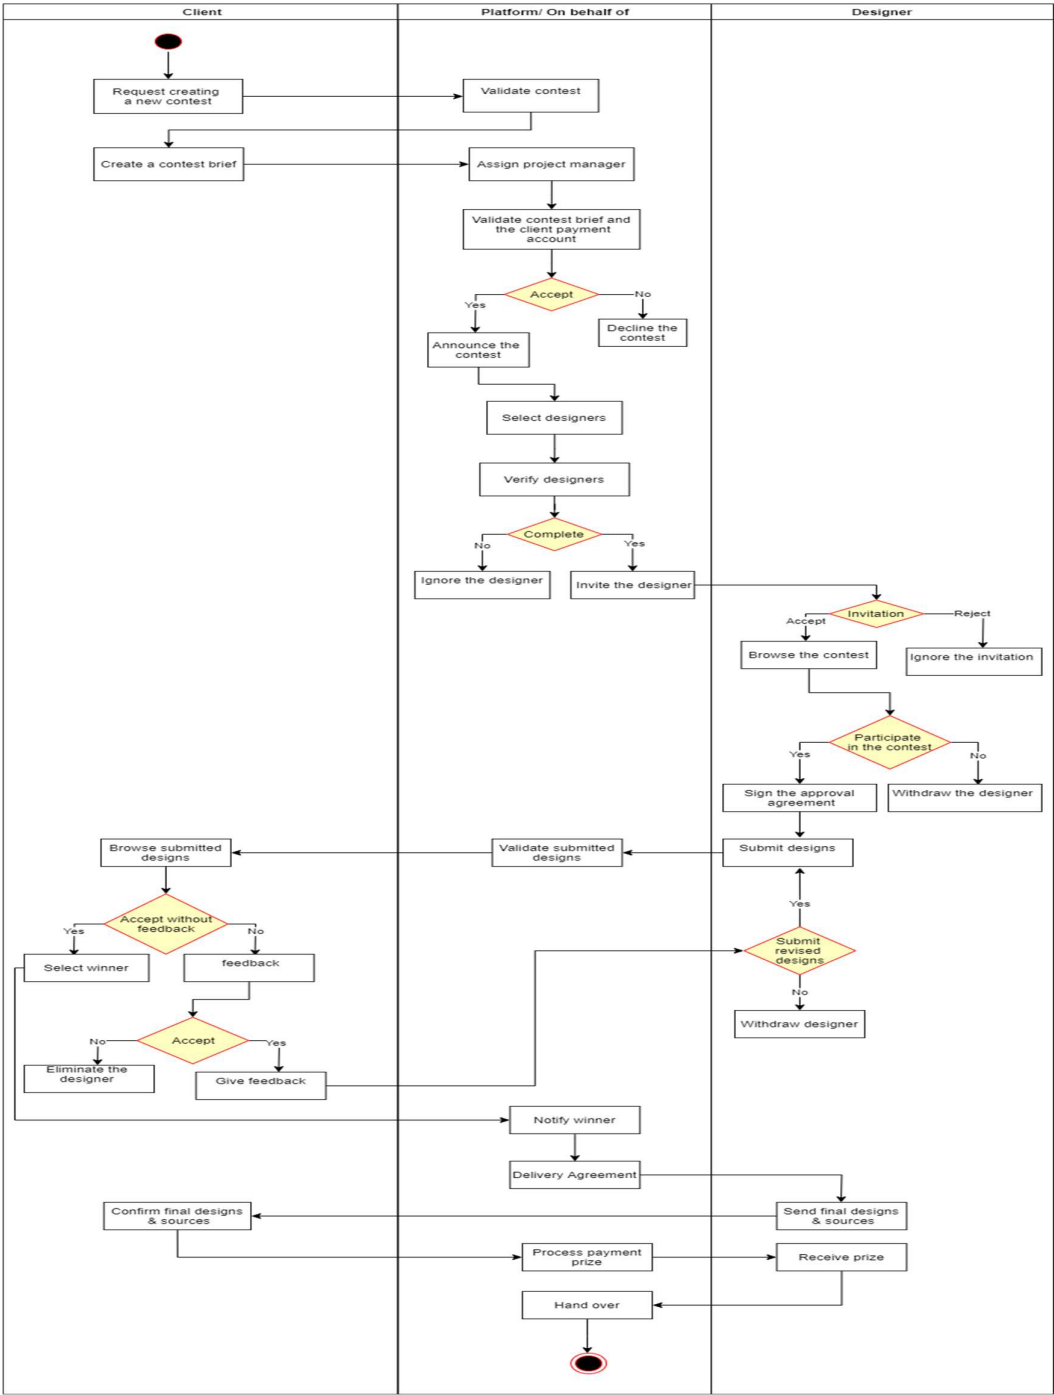 Client
Platform/ On behalf of
Designer
Request creating
a new contest
Validate contest
Create a contest brief
Assign project manager
Validate contest brief and
the client payment
account
Accept
Yes
No
Announce the
contest
Decline the
contest
Select designers
Verify designers
Complete
No
Yes
Ignore the designer
Invite the designer
Invitation
Accept
Reject
Browse the contest
Ignore the invitation
Participate
in the contest
Yes
No
Sign the approval
agreement
Withdraw the designer
Browse submitted
designs
Validate submitted
designs
Submit designs
Yes
Accept without
feedback
Yes
No
Submit
revised
designs
Select winner
feedback
No
Withdraw designer
Accept
No
Yes
Eliminate the
designer
Give feedback
Notify winner
Delivery Agreement
Confirm final designs
& sources
Send final designs
& sources
Process payment
prize
Receive prize
Hand over